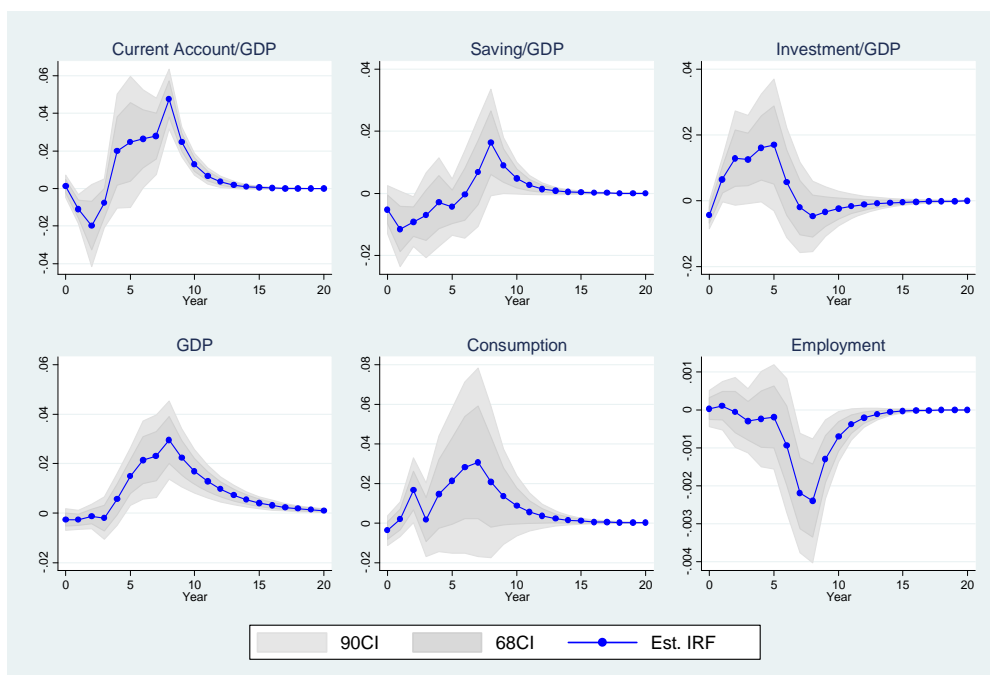 Current Account/GDP
.06
.04
.02
0
-.02
-.04
0 5 10 15 20
Year
Saving/GDP
.04
.02
0
-.02
0 5 10 15 20
Year
Investment/GDP
.04
.02
0
-.02
0 5 10 15 20
Year
GDP
.06
.04
.02
0
-.02
0 5 10 15 20
Year
Consumption
.08
.06
.04
.02
0
-.02
0 5 10 15 20
Year
Employment
.001
0
-.001
-.002
-.003
-.004
0 5 10 15 20
Year
90CI 68CI Est. IRF